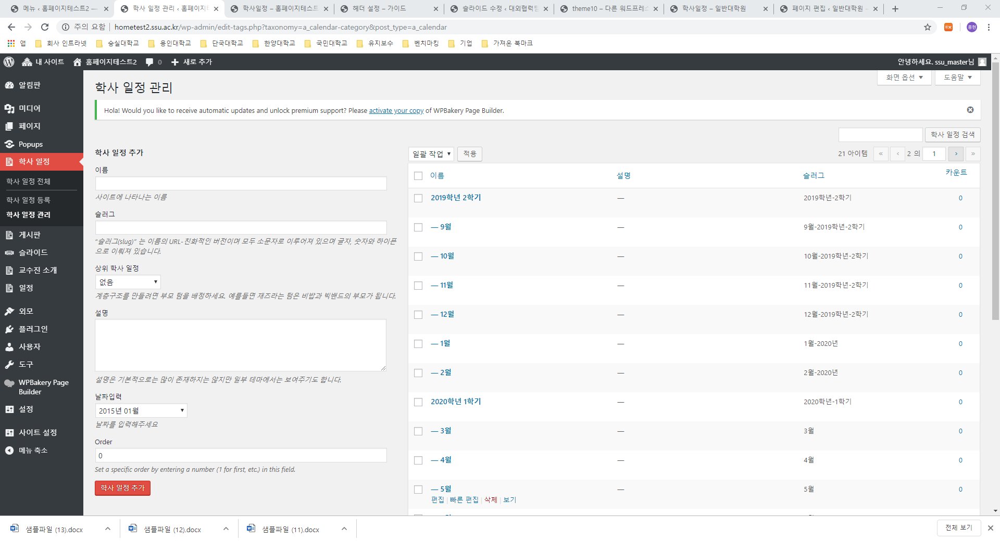 메뉴 ‹ 홈페이지테스트2 —
학사 일정 관리 ‹ 홈페이지테
학사일정 – 홈페이지테스트
헤더 설정 – 가이드
슬라이드 수정 ‹ 대외협력팀
theme10 – 다른 워드프레스
학사일정 – 일반대학원
페이지 편집 ‹ 일반대학원 -
주의 요함
hometest2.ssu.ac.kr/wp-admin/edit-tags.php?taxonomy=a_calendar-category&post_type=a_calendar
종현
앱
회사 인트라넷
숭실대학교
용인대학교
단국대학교
한양대학교
국민대학교
유지보수
벤치마킹
기업
가져온 북마크
내 사이트
홈페이지테스트2
0
새로 추가
안녕하세요. ssu_master님
알림판
미디어
페이지
Popups
학사 일정
학사 일정 전체
학사 일정 등록
학사 일정 관리
게시판
슬라이드
교수진 소개
일정
외모
플러그인
사용자
도구
WPBakery Page
Builder
설정
사이트 설정
메뉴 축소
학사 일정 관리
화면 옵션 ▼
도움말 ▼
Hola! Would you like to receive automatic updates and unlock premium support? Please activate your copy of WPBakery Page Builder.
학사 일정 검색
학사 일정 추가
이름
사이트에 나타나는 이름
슬러그
“슬러그(slug)” 는 이름의 URL-친화적인 버전이며 모두 소문자로 이루어져 있으며 글자, 숫자와 하이픈
으로 이뤄져 있습니다.
상위 학사 일정
없음
계층구조를 만들려면 부모 텀을 배정하세요. 예를들면 재즈라는 텀은 비밥과 빅밴드의 부모가 됩니다.
설명
설명은 기본적으로는 많이 존재하지는 않지만 일부 테마에서는 보여주기도 합니다.
날짜입력
2015년 01월
날짜를 입력해주세요
Order
0
Set a specific order by entering a number (1 for first, etc.) in this field.
학사 일정 추가
일괄 작업
적용
21 아이템 « ‹ 2 의 1 › »
이름 설명 슬러그 카운트
2019학년 2학기 — 2019학년-2학기 0
— 9월 — 9월-2019학년-2학기 0
— 10월 — 10월-2019학년-2학기 0
— 11월 — 11월-2019학년-2학기 0
— 12월 — 12월-2019학년-2학기 0
— 1월 — 1월-2020년 0
— 2월 — 2월-2020년 0
2020학년 1학기 — 2020학년-1학기 0
— 3월 — 3월 0
— 4월 — 4월 0
— 5월 — 5월 0
편집 | 빠른 편집 | 삭제 | 보기
샘플파일 (13).docx
샘플파일 (12).docx
샘플파일 (11).docx
전체 보기